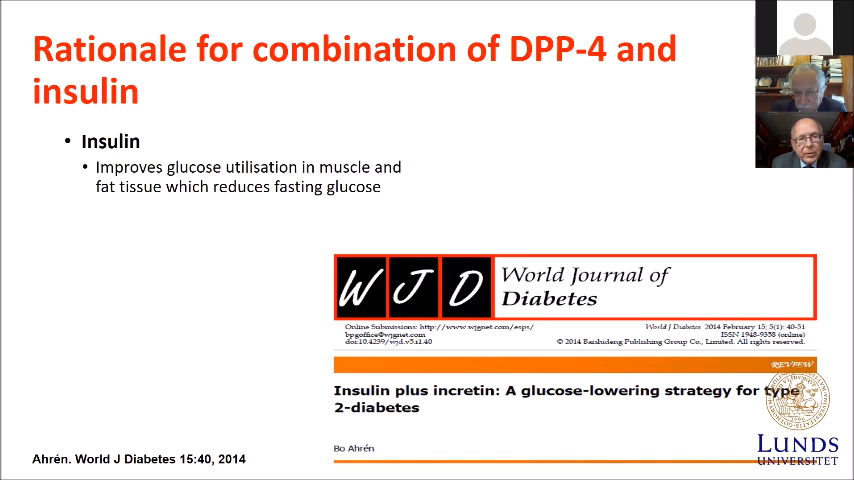 Rationale for combination of DPP-4 and
insulin
• Insulin
• Improves glucose utilisation in muscle and
fat tissue which reduces fasting glucose
WJD
World Journal of
Diabetes
Online Submissions: http://www.wjgnet.com/esps/
bpgoffice@wjgnet.com
doi:10.4239/wjd.v5.i1.40
World J Diabetes 2014 February 15; 5(1): 40-51
ISSN 1948-9358 (online)
© 2014 Baishideng Publishing Group Co., Limited. All rights reserved.
REVIEW
Insulin plus incretin: A glucose-lowering strategy for type
2-diabetes
Bo Ahrén
LUNDS
UNIVERSITET
Ahrén. World J Diabetes 15:40, 2014